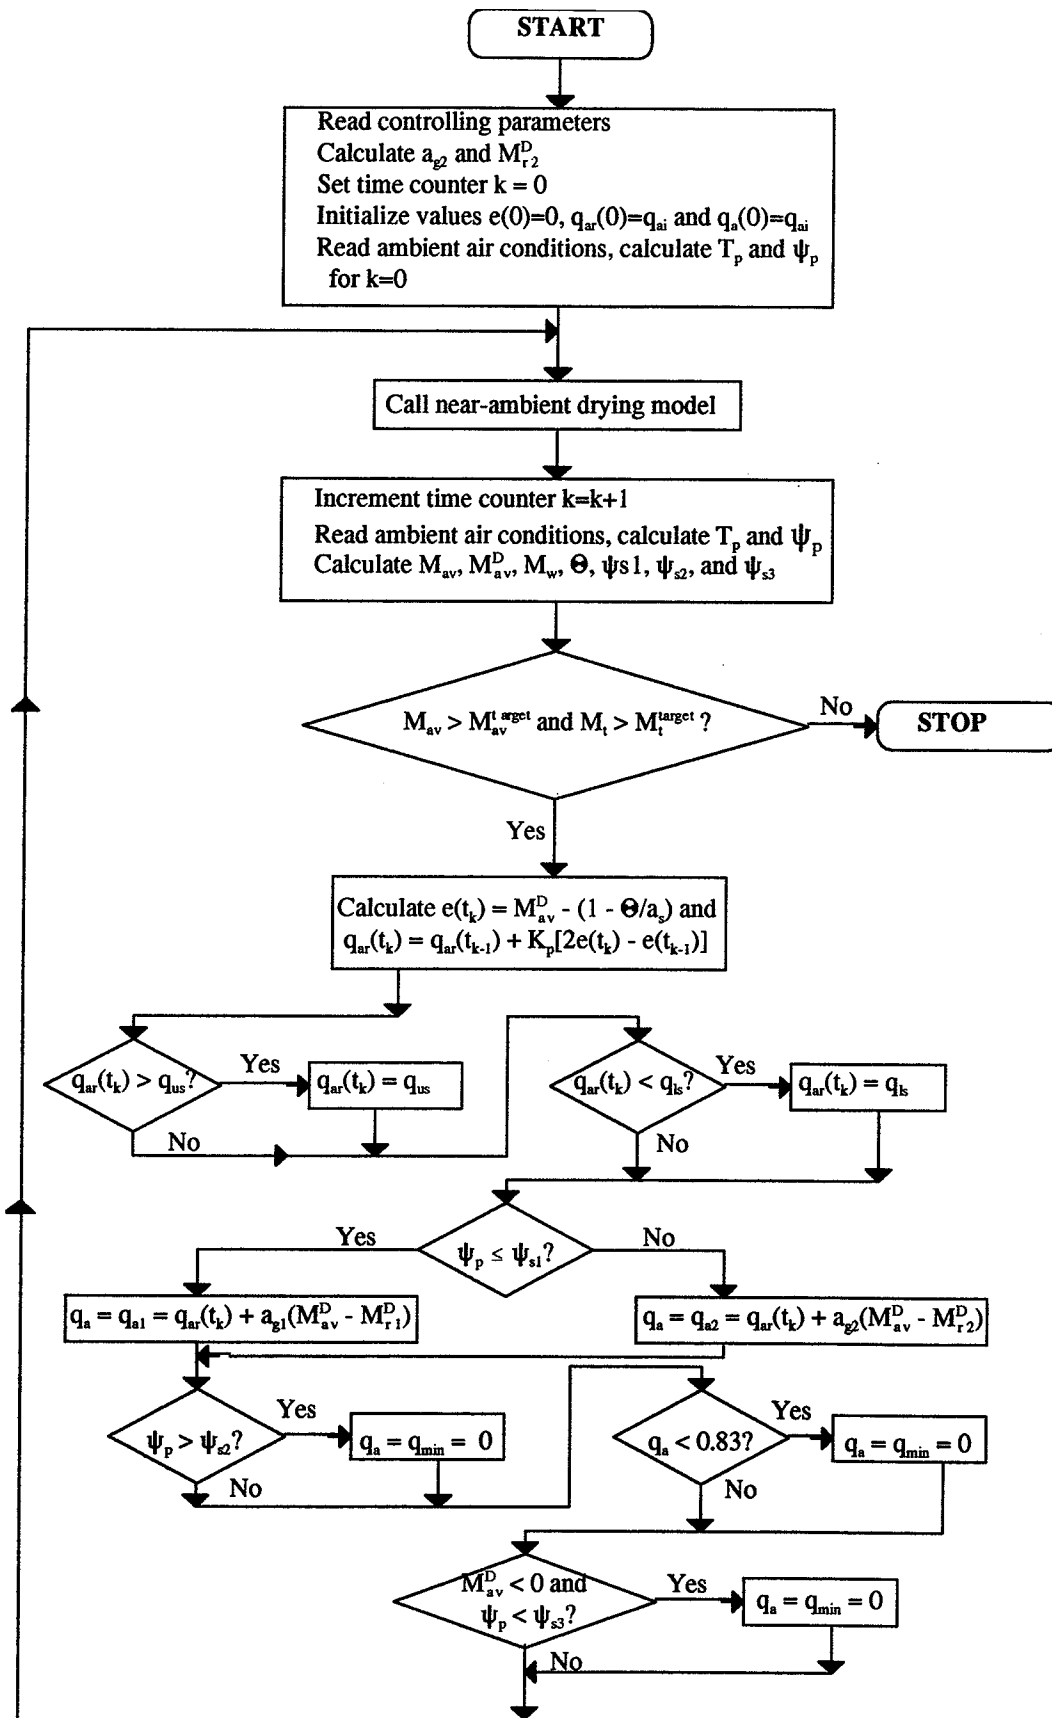 START
Read controlling parameters
Calculate a_g2 and M^D_r2
Set time counter k = 0
Initialize values e(0)=0, q_ar(0)=q_ai and q_a(0)=q_ai
Read ambient air conditions, calculate T_p and ψ_p
for k=0
Call near-ambient drying model
Increment time counter k=k+1
Read ambient air conditions, calculate T_p and ψ_p
Calculate M_av, M^D_av, M_w, Θ, ψs1, ψ_s2, and ψ_s3
M_av > M^target_av and M_t > M^target_t ?
No
STOP
Yes
Calculate e(t_k) = M^D_av - (1 - Θ/a_s) and
q_ar(t_k) = q_ar(t_k-1) + K_p[2e(t_k) - e(t_k-1)]
q_ar(t_k) > q_us?
Yes
q_ar(t_k) = q_us
No
q_ar(t_k) < q_ls?
Yes
q_ar(t_k) = q_ls
No
ψ_p ≤ ψ_s1?
Yes
No
q_a = q_a1 = q_ar(t_k) + a_g1(M^D_av - M^D_r1)
q_a = q_a2 = q_ar(t_k) + a_g2(M^D_av - M^D_r2)
ψ_p > ψ_s2?
Yes
q_a = q_min = 0
No
q_a < 0.83?
Yes
q_a = q_min = 0
No
M^D_av < 0 and
ψ_p < ψ_s3?
Yes
q_a = q_min = 0
No